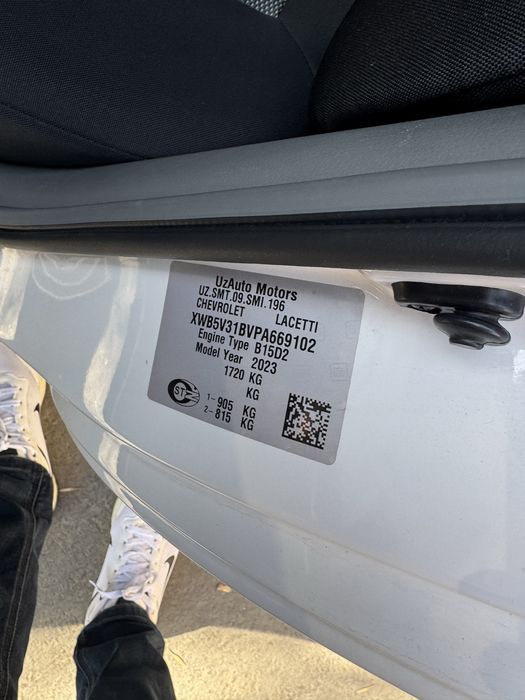 UzAuto Motors
UZ.SMT.09.SMI.196
CHEVROLET LACETTI
XWB5V31BVPA669102
Engine Type B15D2
Model Year 2023
1720 KG
KG
1- 905 KG
2- 815 KG